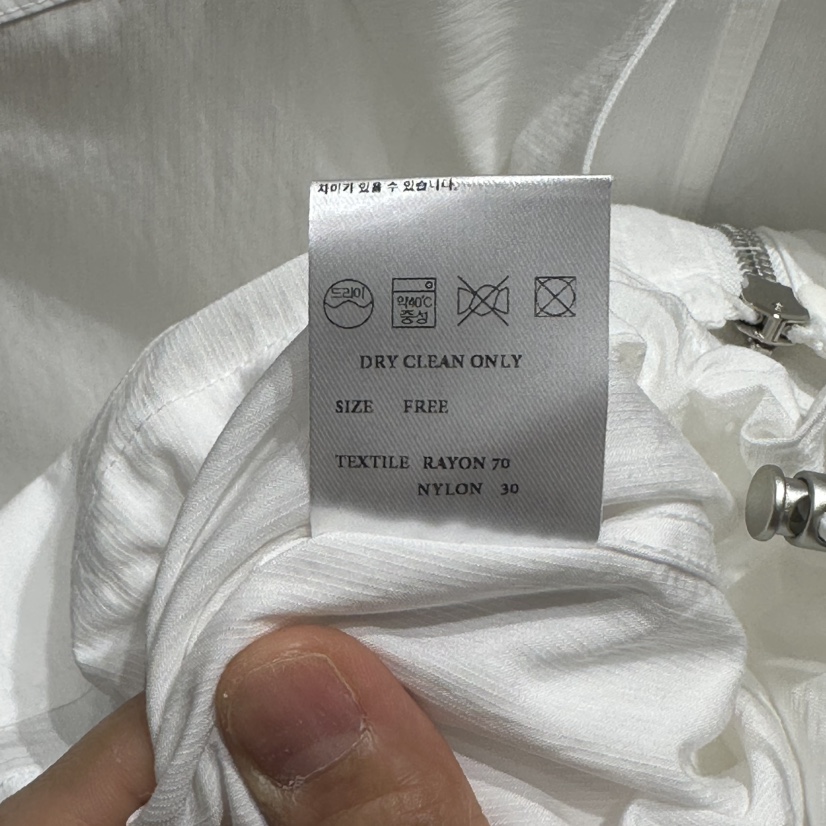 차이가 있을 수 있습니다.
드라이
약40℃
중성
DRY CLEAN ONLY
SIZE FREE
TEXTILE RAYON 70
NYLON 30